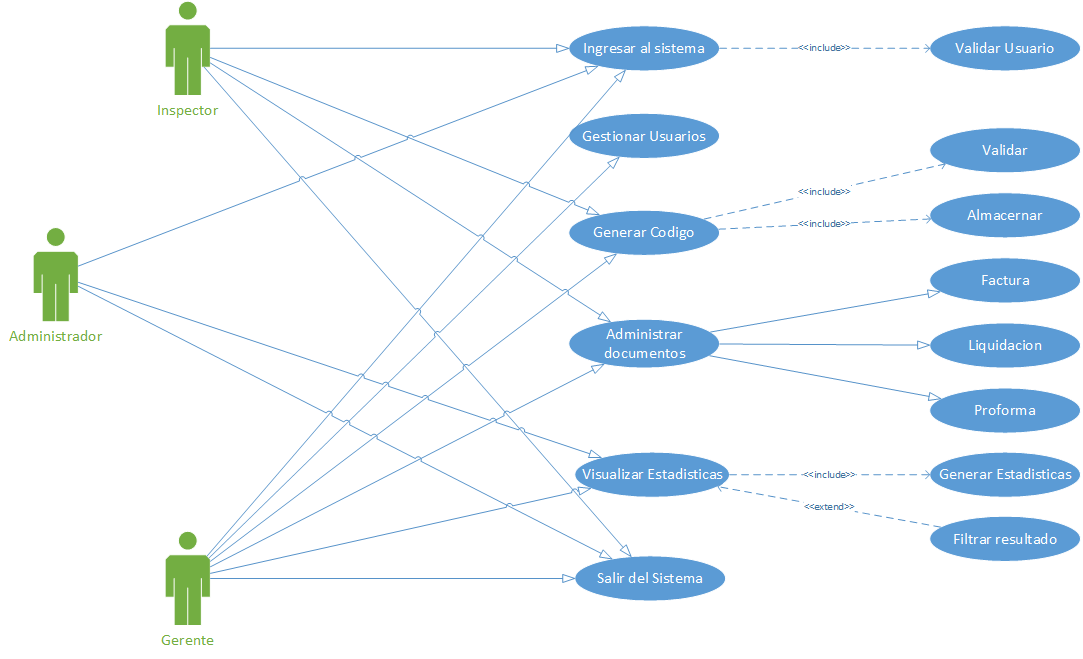 Inspector
Administrador
Gerente
Ingresar al sistema
<<include>>
Validar Usuario
Gestionar Usuarios
Validar
<<include>>
Almacernar
<<include>>
Generar Codigo
Factura
Administrar
documentos
Liquidacion
Proforma
Visualizar Estadisticas
<<include>>
Generar Estadisticas
<<extend>>
Filtrar resultado
Salir del Sistema